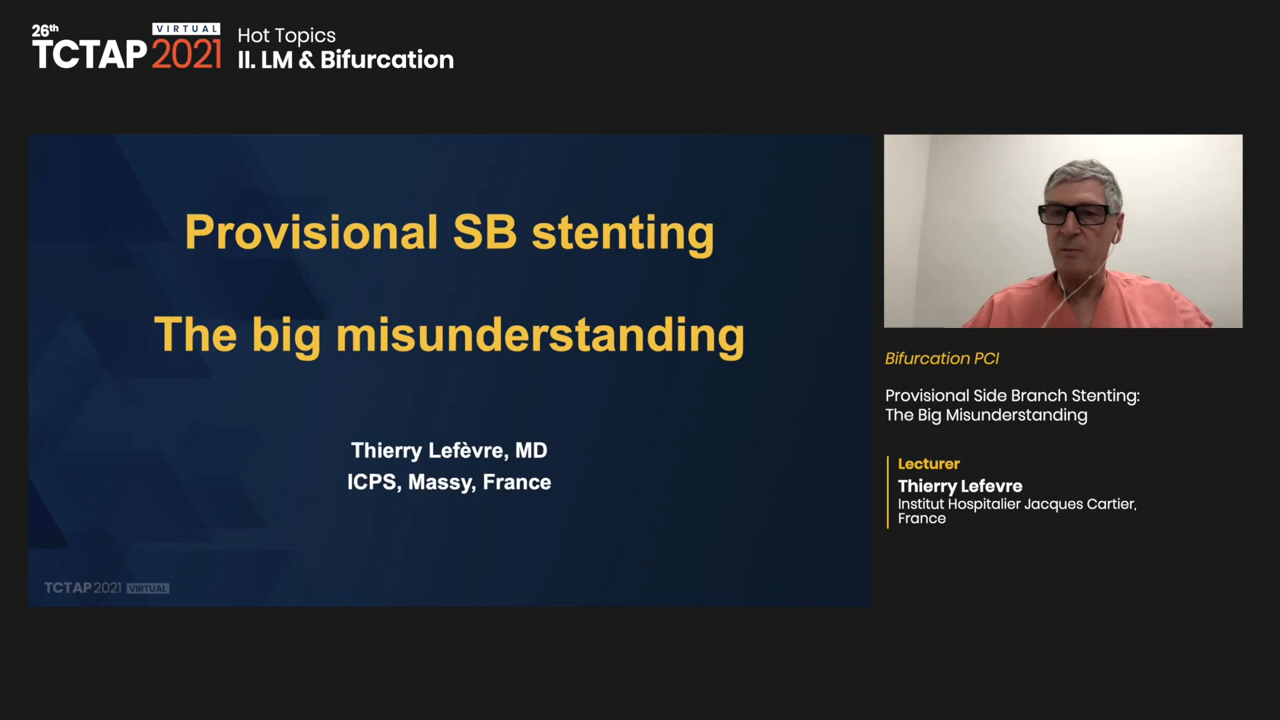 26th
VIRTUAL
TCTAP 2021
Hot Topics
II. LM & Bifurcation
Provisional SB stenting
The big misunderstanding
Thierry Lefèvre, MD
ICPS, Massy, France
TCTAP 2021 VIRTUAL
Bifurcation PCI
Provisional Side Branch Stenting:
The Big Misunderstanding
Lecturer
Thierry Lefevre
Institut Hospitalier Jacques Cartier,
France